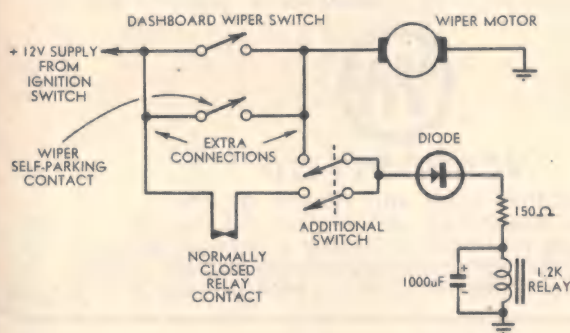 DASHBOARD WIPER SWITCH
WIPER MOTOR
+ 12V SUPPLY
FROM
IGNITION
SWITCH
WIPER
SELF-PARKING
CONTACT
EXTRA
CONNECTIONS
DIODE
ADDITIONAL
SWITCH
NORMALLY
CLOSED
RELAY
CONTACT
150Ω
1000uF
+
-
1.2K
RELAY